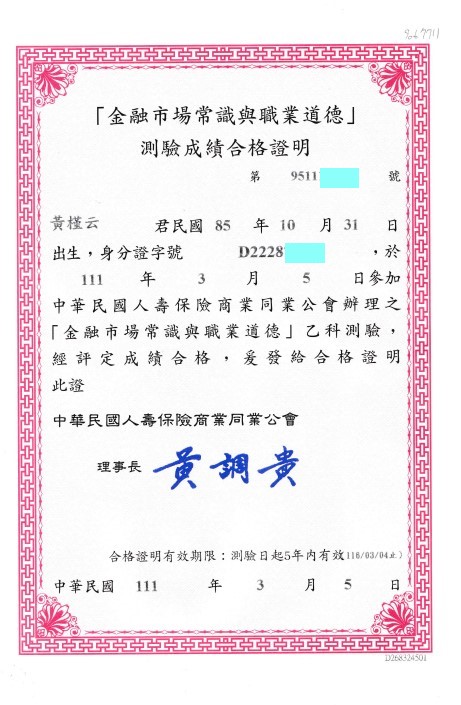 「金融市場常識與職業道德」
測驗成績合格證明
第 9511 號
黃槿云 君民國 85 年 10 月 31 日
出生，身分證字號 D2228 ，於
111 年 3 月 5 日參加
中華民國人壽保險商業同業公會辦理之
「金融市場常識與職業道德」乙科測驗，
經評定成績合格，爰發給合格證明
此證
中華民國人壽保險商業同業公會
理事長 黃調貴
合格證明有效期限：測驗日起5年內有效116/03/04止）
中華民國 111 年 3 月 5 日
D268324501